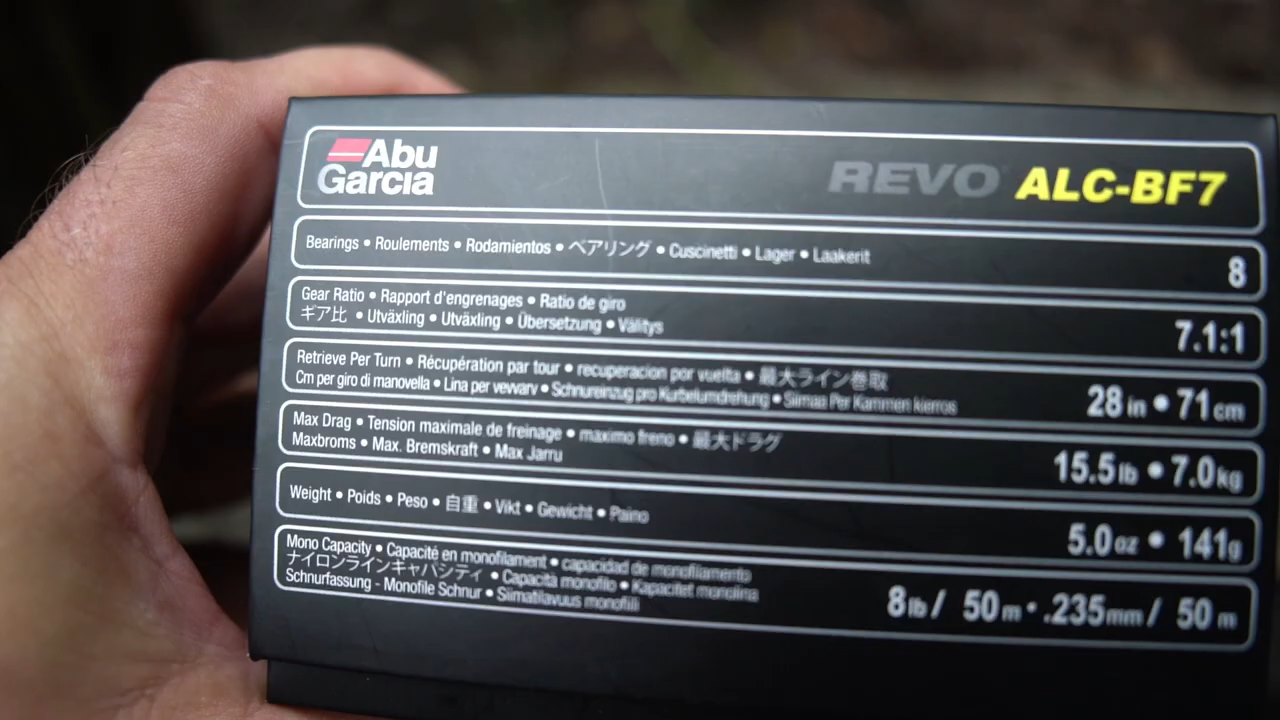 Abu
Garcia
REVO ALC-BF7
Bearings • Roulements • Rodamientos • ベアリング • Cuscinetti • Lager • Laakerit
8
Gear Ratio • Rapport d'engrenages • Ratio de giro
ギア比 • Utväxling • Utväxling • Übersetzung • Välitys
7.1:1
Retrieve Per Turn • Récupération par tour • recuperacion por vuelta • 最大ライン巻取
Cm per giro di manovella • Lina per vevvarv • Schnureinzug pro Kurbelumdrehung • Siimaa Per Kammen kierros
28 in • 71 cm
Max Drag • Tension maximale de freinage • maximo freno • 最大ドラグ
Maxbroms • Max. Bremskraft • Max Jarru
15.5 lb • 7.0 kg
Weight • Poids • Peso • 自重 • Vikt • Gewicht • Paino
5.0 oz • 141g
Mono Capacity • Capacité en monofilament • capacidad de monofilamento
ナイロンラインキャパシティ • Capacita monofilo • Kapacitet monolina
Schnurfassung - Monofile Schnur • Siimatilavuus monofiili
8 lb / 50 m • .235mm / 50 m